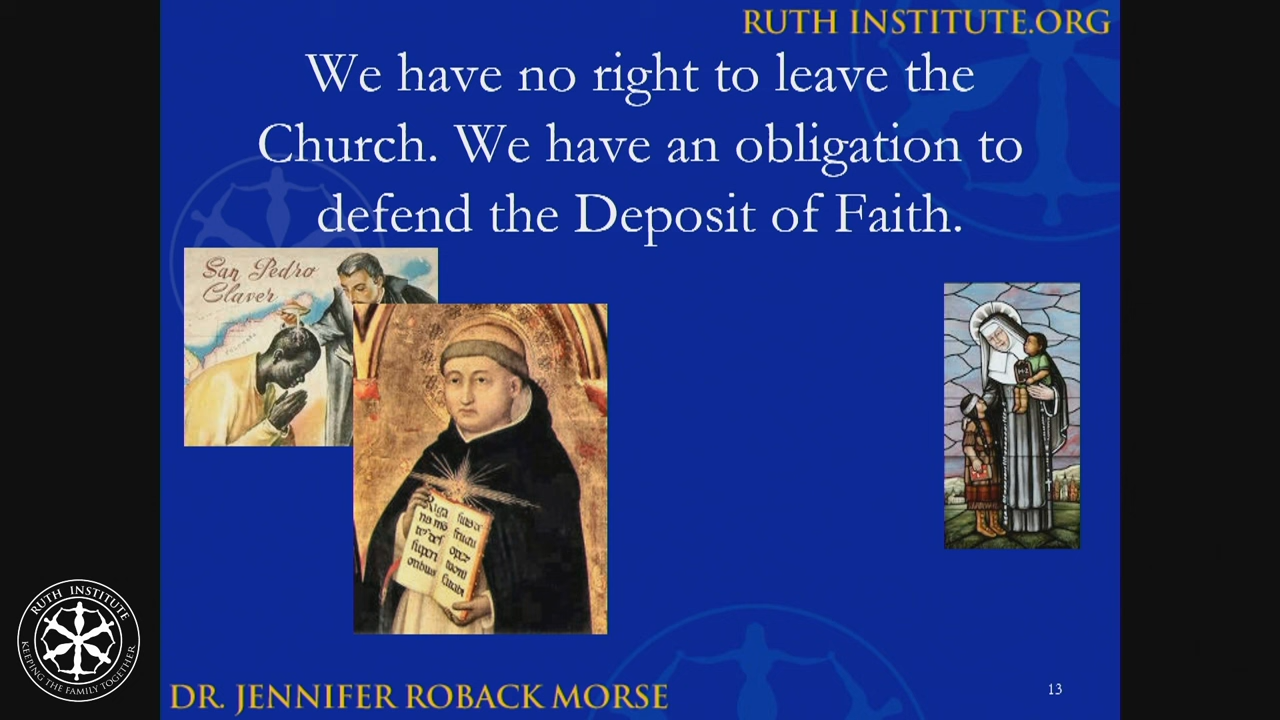 RUTH INSTITUTE.ORG
We have no right to leave the
Church. We have an obligation to
defend the Deposit of Faith.
San Pedro
Claver
RUTH INSTITUTE
KEEPING THE FAMILY TOGETHER
DR. JENNIFER ROBACK MORSE
13